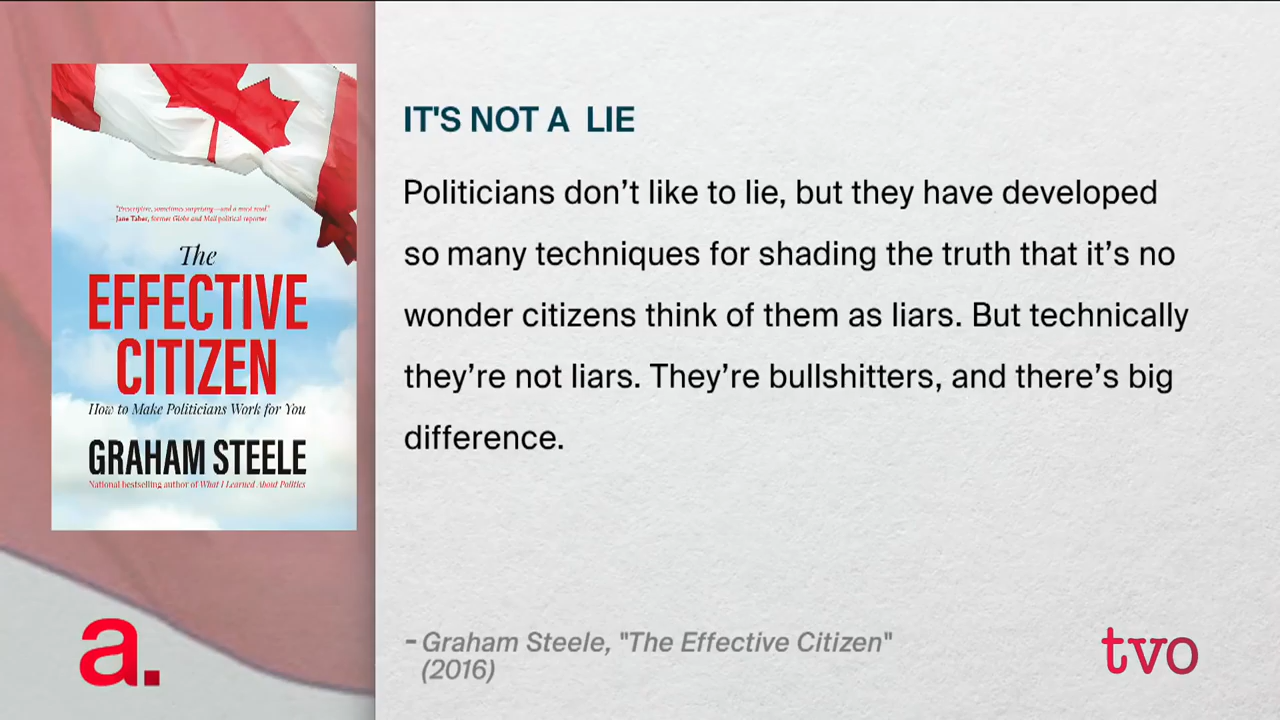 "Prescriptive, sometimes surprising—and a must read."
Jane Taber, former Globe and Mail political reporter
The
EFFECTIVE
CITIZEN
How to Make Politicians Work for You
GRAHAM STEELE
National bestselling author of What I Learned About Politics
a.
IT'S NOT A LIE
Politicians don't like to lie, but they have developed
so many techniques for shading the truth that it's no
wonder citizens think of them as liars. But technically
they're not liars. They're bullshitters, and there's big
difference.
- Graham Steele, "The Effective Citizen"
(2016)
tvo